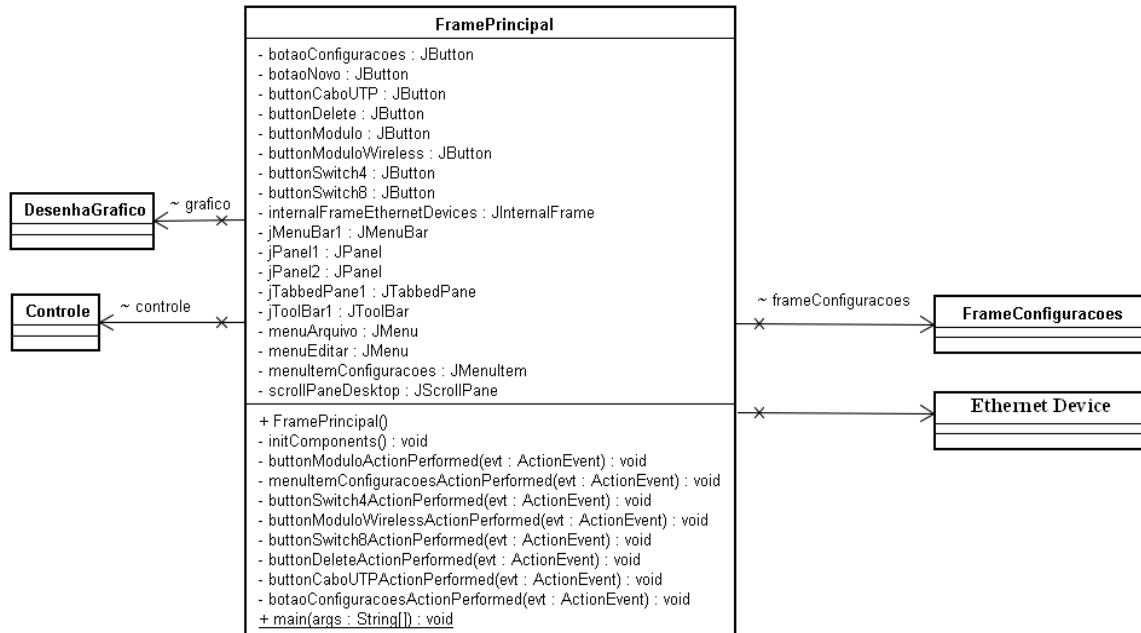 FramePrincipal
- botaoConfiguracoes : JButton
- botaoNovo : JButton
- buttonCaboUTP : JButton
- buttonDelete : JButton
- buttonModulo : JButton
- buttonModuloWireless : JButton
- buttonSwitch4 : JButton
- buttonSwitch8 : JButton
- internalFrameEthernetDevices : JInternalFrame
- jMenuBar1 : JMenuBar
- jPanel1 : JPanel
- jPanel2 : JPanel
- jTabbedPane1 : JTabbedPane
- jToolBar1 : JToolBar
- menuArquivo : JMenu
- menuEditar : JMenu
- menuItemConfiguracoes : JMenuItem
- scrollPaneDesktop : JScrollPane
+ FramePrincipal()
- initComponents() : void
- buttonModuloActionPerformed(evt : ActionEvent) : void
- menuItemConfiguracoesActionPerformed(evt : ActionEvent) : void
- buttonSwitch4ActionPerformed(evt : ActionEvent) : void
- buttonModuloWirelessActionPerformed(evt : ActionEvent) : void
- buttonSwitch8ActionPerformed(evt : ActionEvent) : void
- buttonDeleteActionPerformed(evt : ActionEvent) : void
- buttonCaboUTPActionPerformed(evt : ActionEvent) : void
- botaoConfiguracoesActionPerformed(evt : ActionEvent) : void
+ main(args : String[]) : void
DesenhaGrafico
~ grafico
Controle
~ controle
~ frameConfiguracoes
FrameConfiguracoes
Ethernet Device